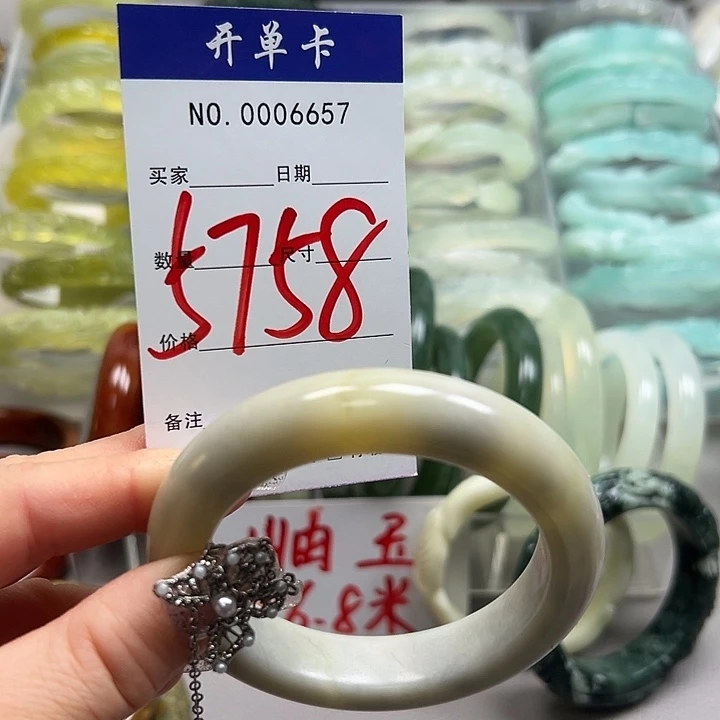 开单卡
NO. 0006657
买家 日期
数量 尺寸
5758
价格
备注
岫玉
6-8米